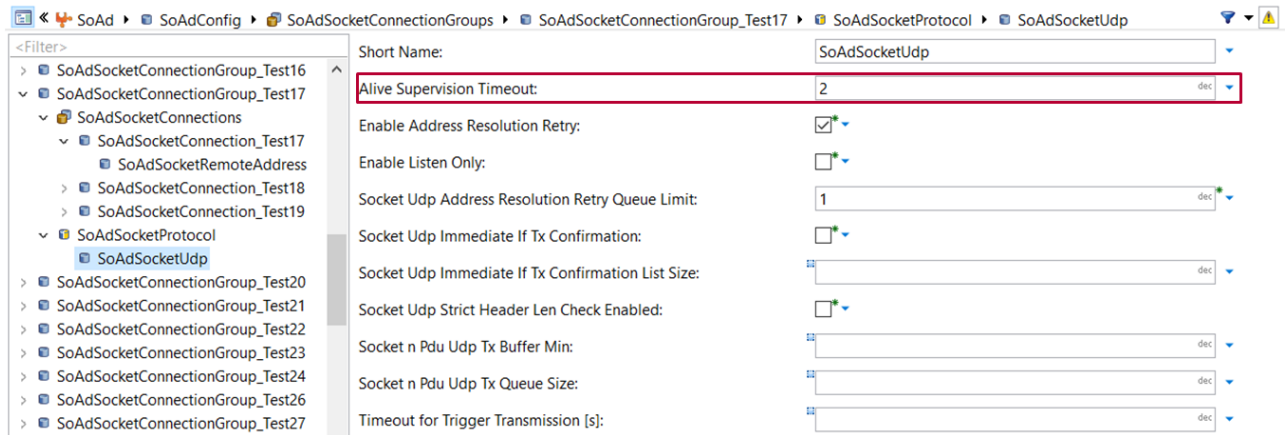 SoAd SoAdConfig SoAdSocketConnectionGroups SoAdSocketConnectionGroup_Test17 SoAdSocketProtocol SoAdSocketUdp
<Filter>
SoAdSocketConnectionGroup_Test16
SoAdSocketConnectionGroup_Test17
SoAdSocketConnections
SoAdSocketConnection_Test17
SoAdSocketRemoteAddress
SoAdSocketConnection_Test18
SoAdSocketConnection_Test19
SoAdSocketProtocol
SoAdSocketUdp
SoAdSocketConnectionGroup_Test20
SoAdSocketConnectionGroup_Test21
SoAdSocketConnectionGroup_Test22
SoAdSocketConnectionGroup_Test23
SoAdSocketConnectionGroup_Test24
SoAdSocketConnectionGroup_Test26
SoAdSocketConnectionGroup_Test27
Short Name: SoAdSocketUdp
Alive Supervision Timeout: 2 dec
Enable Address Resolution Retry:
Enable Listen Only:
Socket Udp Address Resolution Retry Queue Limit: 1 dec
Socket Udp Immediate If Tx Confirmation:
Socket Udp Immediate If Tx Confirmation List Size: dec
Socket Udp Strict Header Len Check Enabled:
Socket n Pdu Udp Tx Buffer Min: dec
Socket n Pdu Udp Tx Queue Size: dec
Timeout for Trigger Transmission [s]: dec